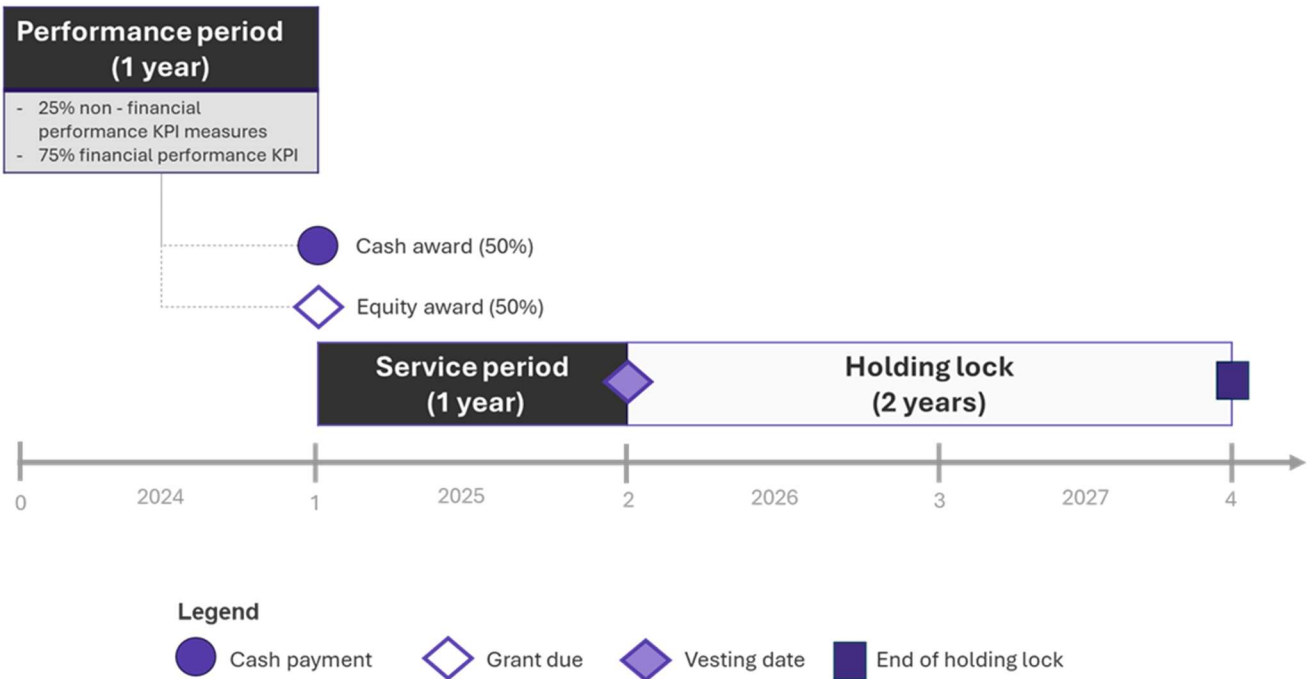 Performance period
(1 year)
- 25% non - financial
performance KPI measures
- 75% financial performance KPI
Cash award (50%)
Equity award (50%)
Service period
(1 year)
Holding lock
(2 years)
0 2024 1 2025 2 2026 3 2027 4
Legend
Cash payment Grant due Vesting date End of holding lock